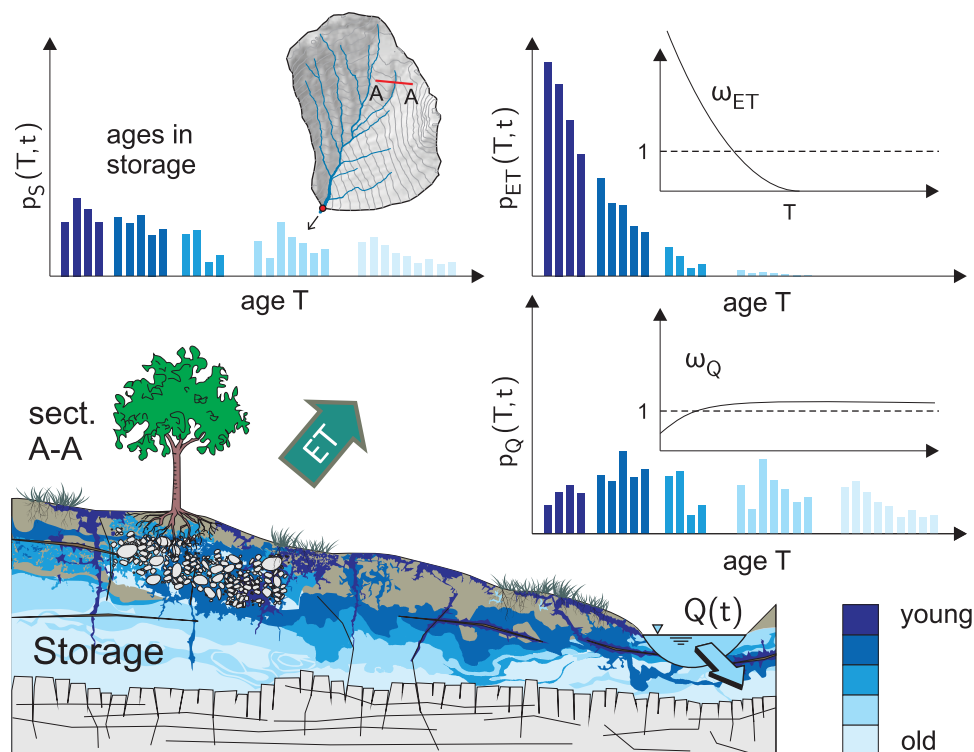 p_S(T,t)
ages in
storage
A A
age T
p_ET(T,t)
ω_ET
1
T
age T
p_Q(T,t)
ω_Q
1
age T
sect.
A-A
ET
Storage
Q(t)
young
old